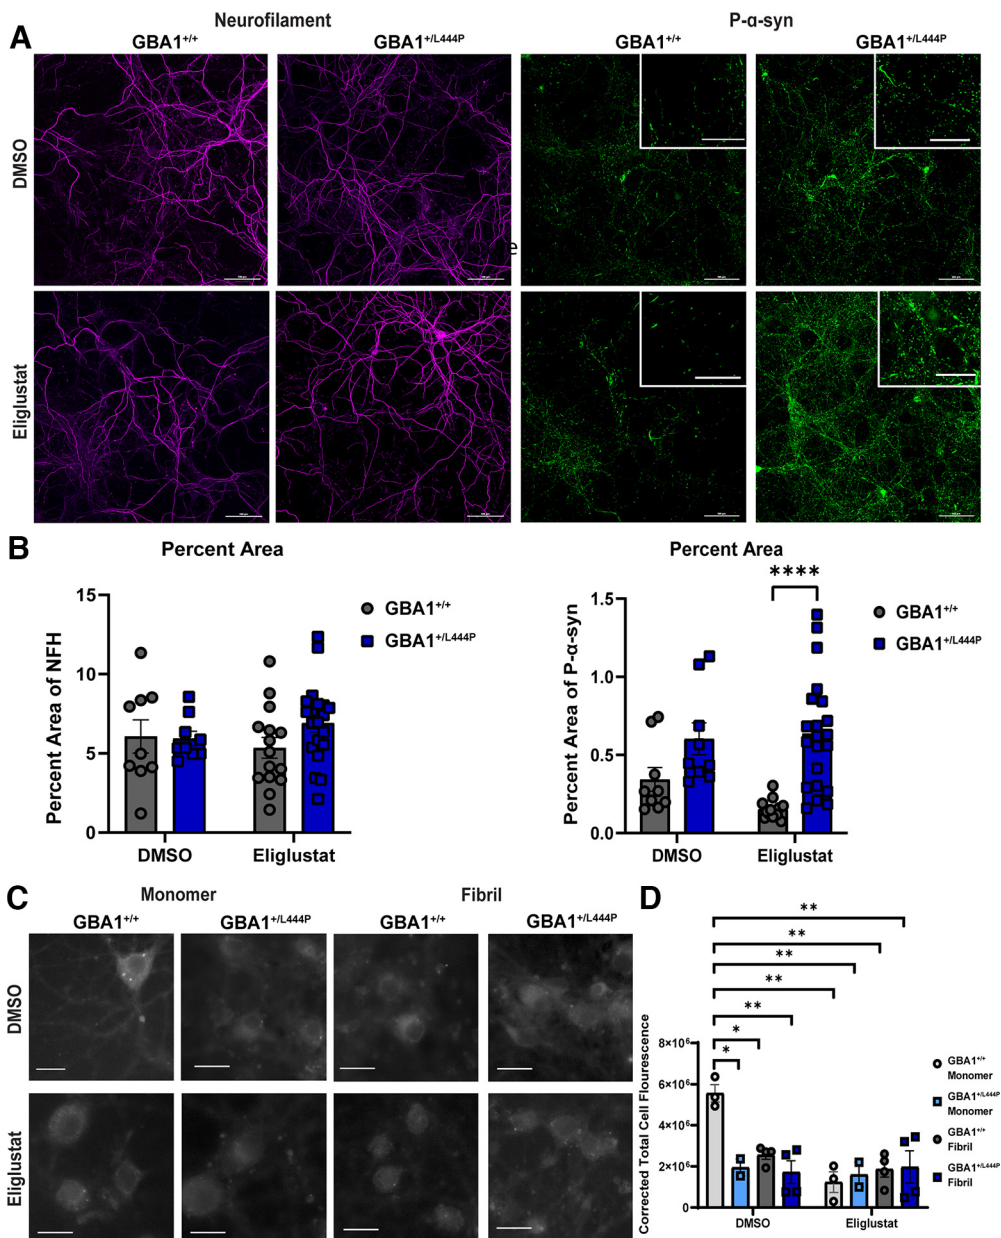 A
Neurofilament
P-α-syn
GBA1+/+
GBA1+/L444P
GBA1+/+
GBA1+/L444P
DMSO
Eliglustat
B
Percent Area
Percent Area of NFH
15
10
5
0
DMSO
Eliglustat
GBA1+/+
GBA1+/L444P
Percent Area
****
Percent Area of P-α-syn
1.5
1.0
0.5
0.0
DMSO
Eliglustat
GBA1+/+
GBA1+/L444P
C
Monomer
Fibril
GBA1+/+
GBA1+/L444P
GBA1+/+
GBA1+/L444P
DMSO
Eliglustat
D
**
**
**
**
**
*
*
Corrected Total Cell Flourescence
8×10⁶
6×10⁶
4×10⁶
2×10⁶
0
DMSO
Eliglustat
GBA1+/+
Monomer
GBA1+/L444P
Monomer
GBA1+/+
Fibril
GBA1+/L444P
Fibril